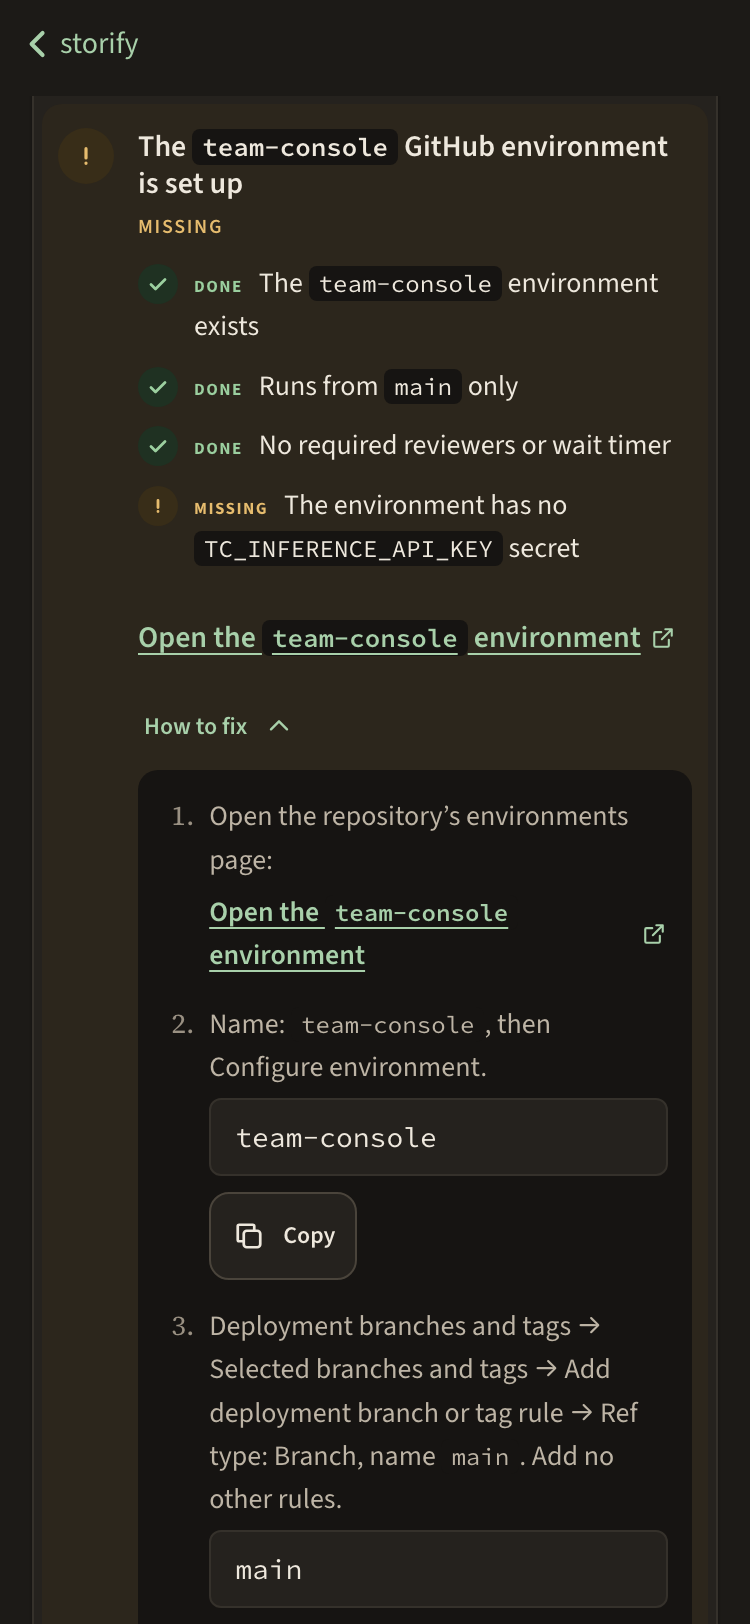 storify
The team-console GitHub environment
is set up
MISSING
DONE The team-console environment
exists
DONE Runs from main only
DONE No required reviewers or wait timer
MISSING The environment has no
TC_INFERENCE_API_KEY secret
Open the team-console environment
How to fix
1. Open the repository’s environments
page:
Open the team-console
environment
2. Name: team-console , then
Configure environment.
team-console
Copy
3. Deployment branches and tags →
Selected branches and tags → Add
deployment branch or tag rule → Ref
type: Branch, name main . Add no
other rules.
main